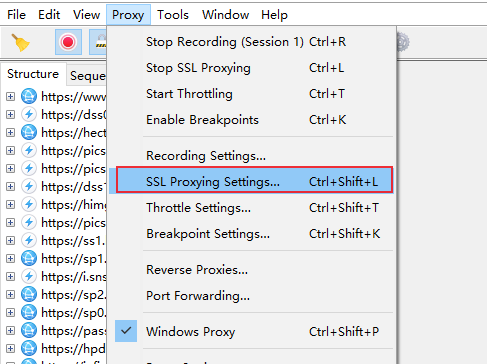 File Edit View Proxy Tools Window Help
Stop Recording (Session 1) Ctrl+R
Stop SSL Proxying Ctrl+L
Start Throttling Ctrl+T
Enable Breakpoints Ctrl+K
Recording Settings...
SSL Proxying Settings... Ctrl+Shift+L
Throttle Settings... Ctrl+Shift+T
Breakpoint Settings... Ctrl+Shift+K
Reverse Proxies...
Port Forwarding...
Windows Proxy Ctrl+Shift+P
Structure Seque
https://www
https://dss0
https://hect
https://pics
https://pics
https://dss1
https://himg
https://pics
https://ss1.
https://sp1.
https://i.sns
https://sp2.
https://sp0.
https://pass
https://hpd